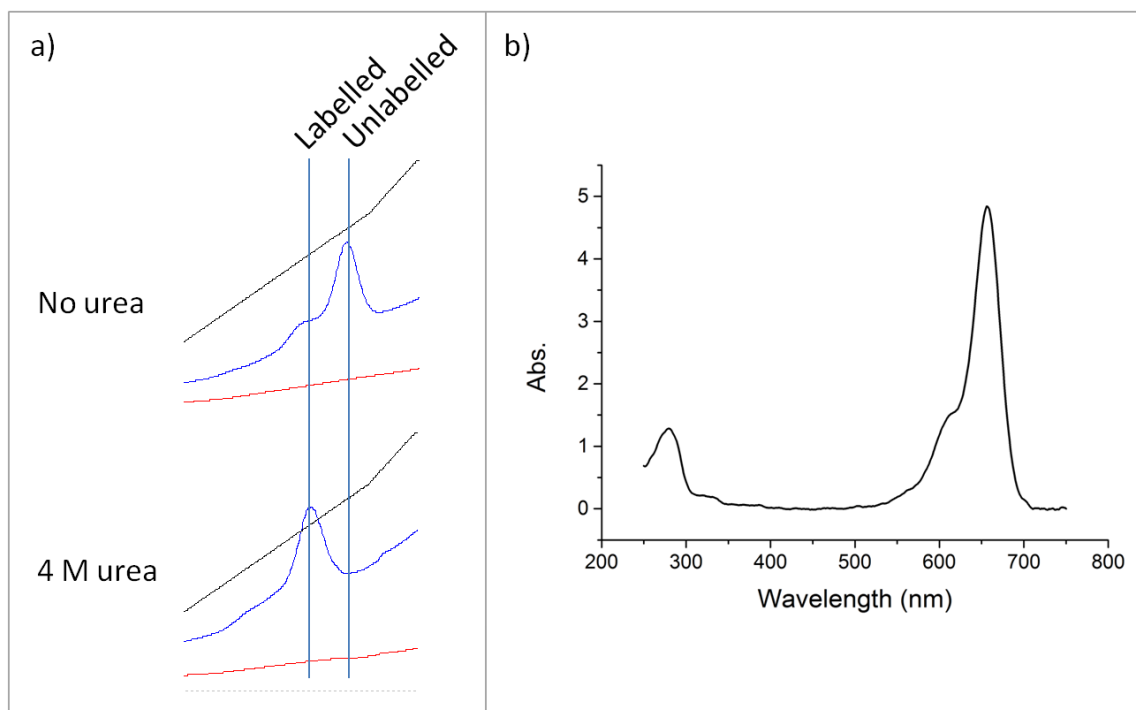 a)
Labelled
Unlabelled
No urea
4 M urea
b)
Abs.
5
4
3
2
1
0
200 300 400 500 600 700 800
Wavelength (nm)